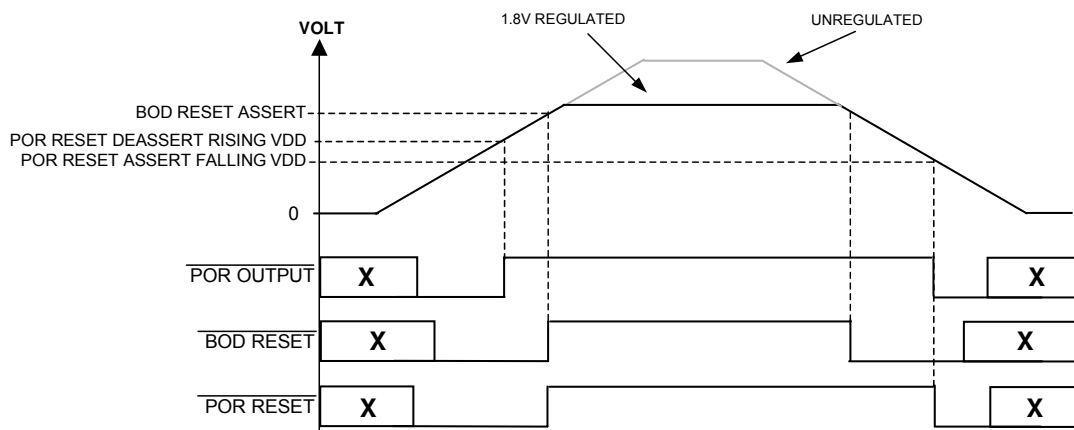 1.8V REGULATED
UNREGULATED
VOLT
BOD RESET ASSERT
POR RESET DEASSERT RISING VDD
POR RESET ASSERT FALLING VDD
0
POR OUTPUT
X
X
BOD RESET
X
X
POR RESET
X
X